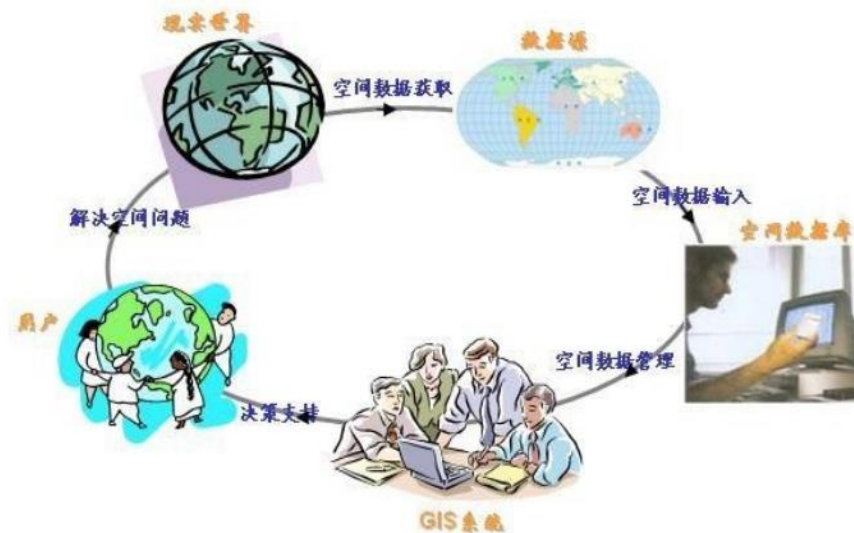 现实世界
数据源
空间数据获取
空间数据输入
解决空间问题
空间数据库
用户
空间数据管理
决策支持
GIS系统